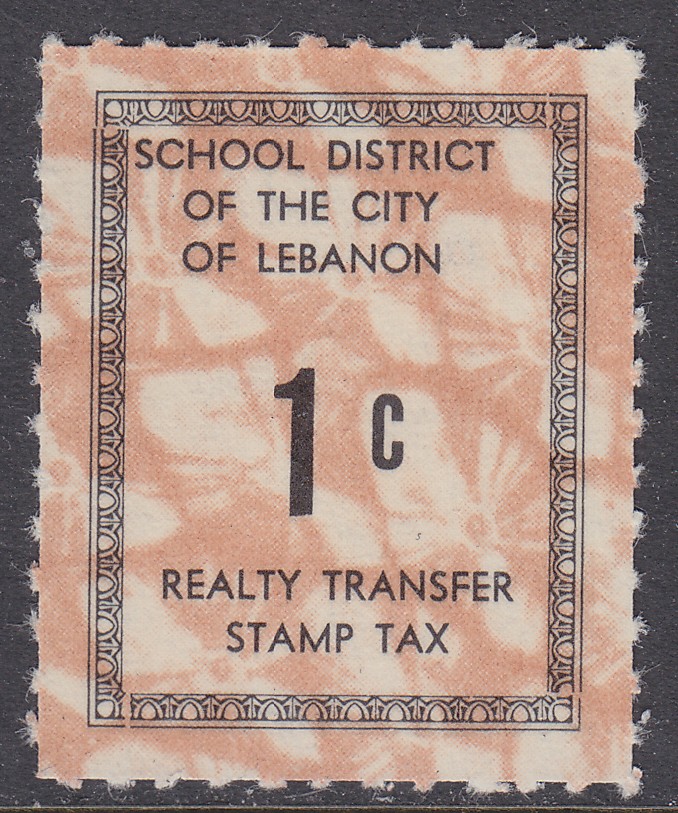 SCHOOL DISTRICT
OF THE CITY
OF LEBANON
1 C
REALTY TRANSFER
STAMP TAX